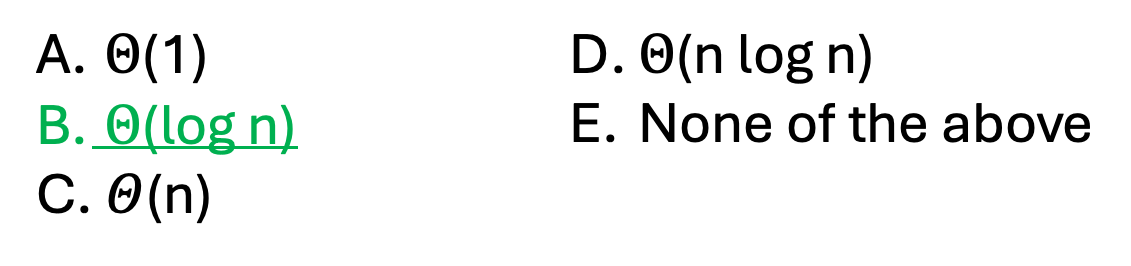 A. Θ(1)
B. Θ(log n)
C. Θ(n)
D. Θ(n log n)
E. None of the above